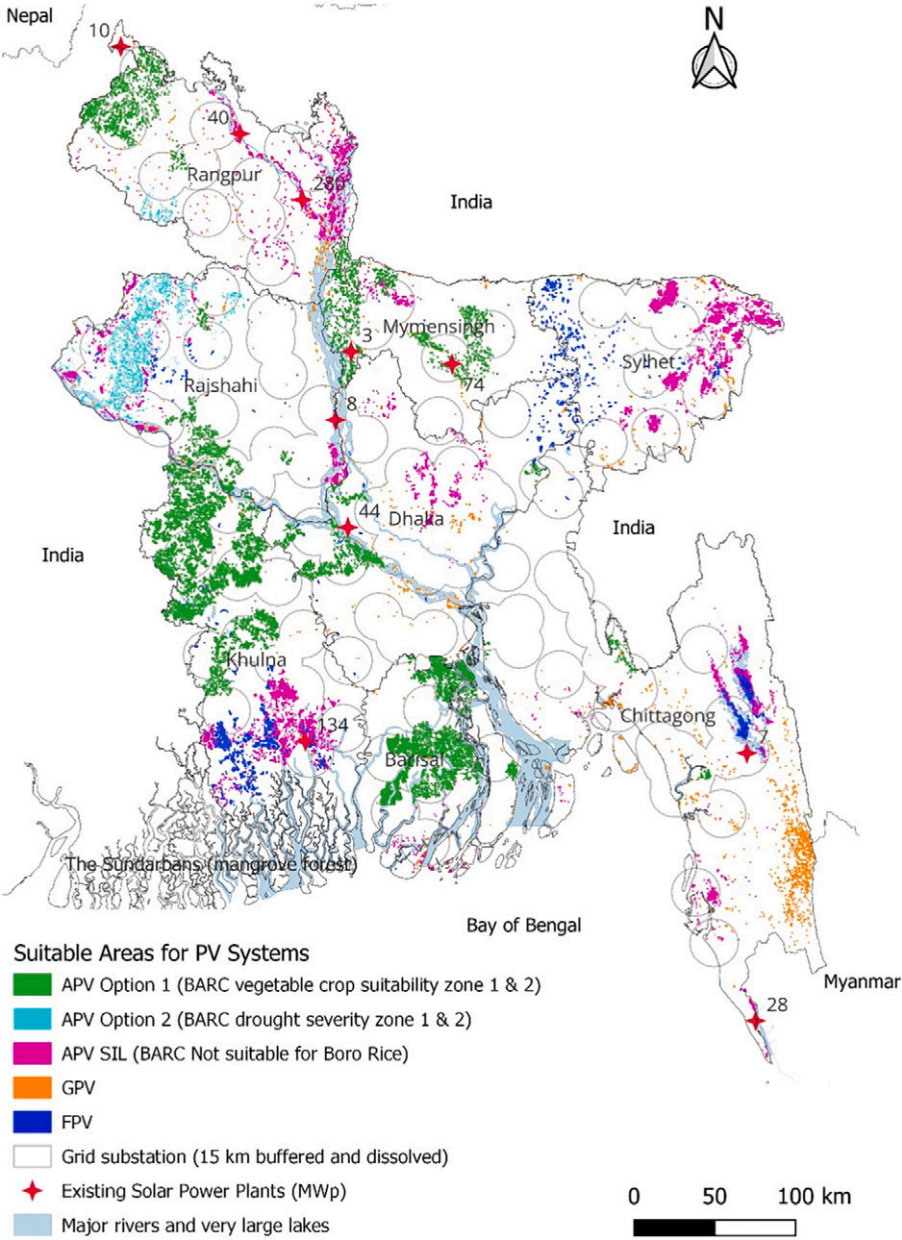 Nepal
10
N
40
Rangpur
280
India
Mymensingh
3
Sylhet
Rajshahi
74
8
44
Dhaka
India
India
Khulna
Chittagong
134
Barisal
The Sundarbans (mangrove forest)
Bay of Bengal
Suitable Areas for PV Systems
APV Option 1 (BARC vegetable crop suitability zone 1 & 2)
Myanmar
APV Option 2 (BARC drought severity zone 1 & 2)
28
APV SIL (BARC Not suitable for Boro Rice)
GPV
FPV
Grid substation (15 km buffered and dissolved)
Existing Solar Power Plants (MWp)
0 50 100 km
Major rivers and very large lakes